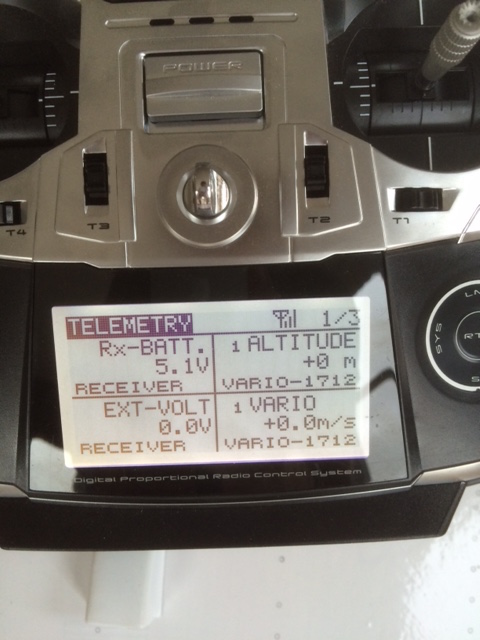 POWER
T4
T3
T2
T1
TELEMETRY 1/3
Rx-BATT.
5.1V
RECEIVER
1 ALTITUDE
+0 m
VARIO-1712
EXT-VOLT
0.0V
RECEIVER
1 VARIO
+0.0m/s
VARIO-1712
Digital Proportional Radio Control System
SYS